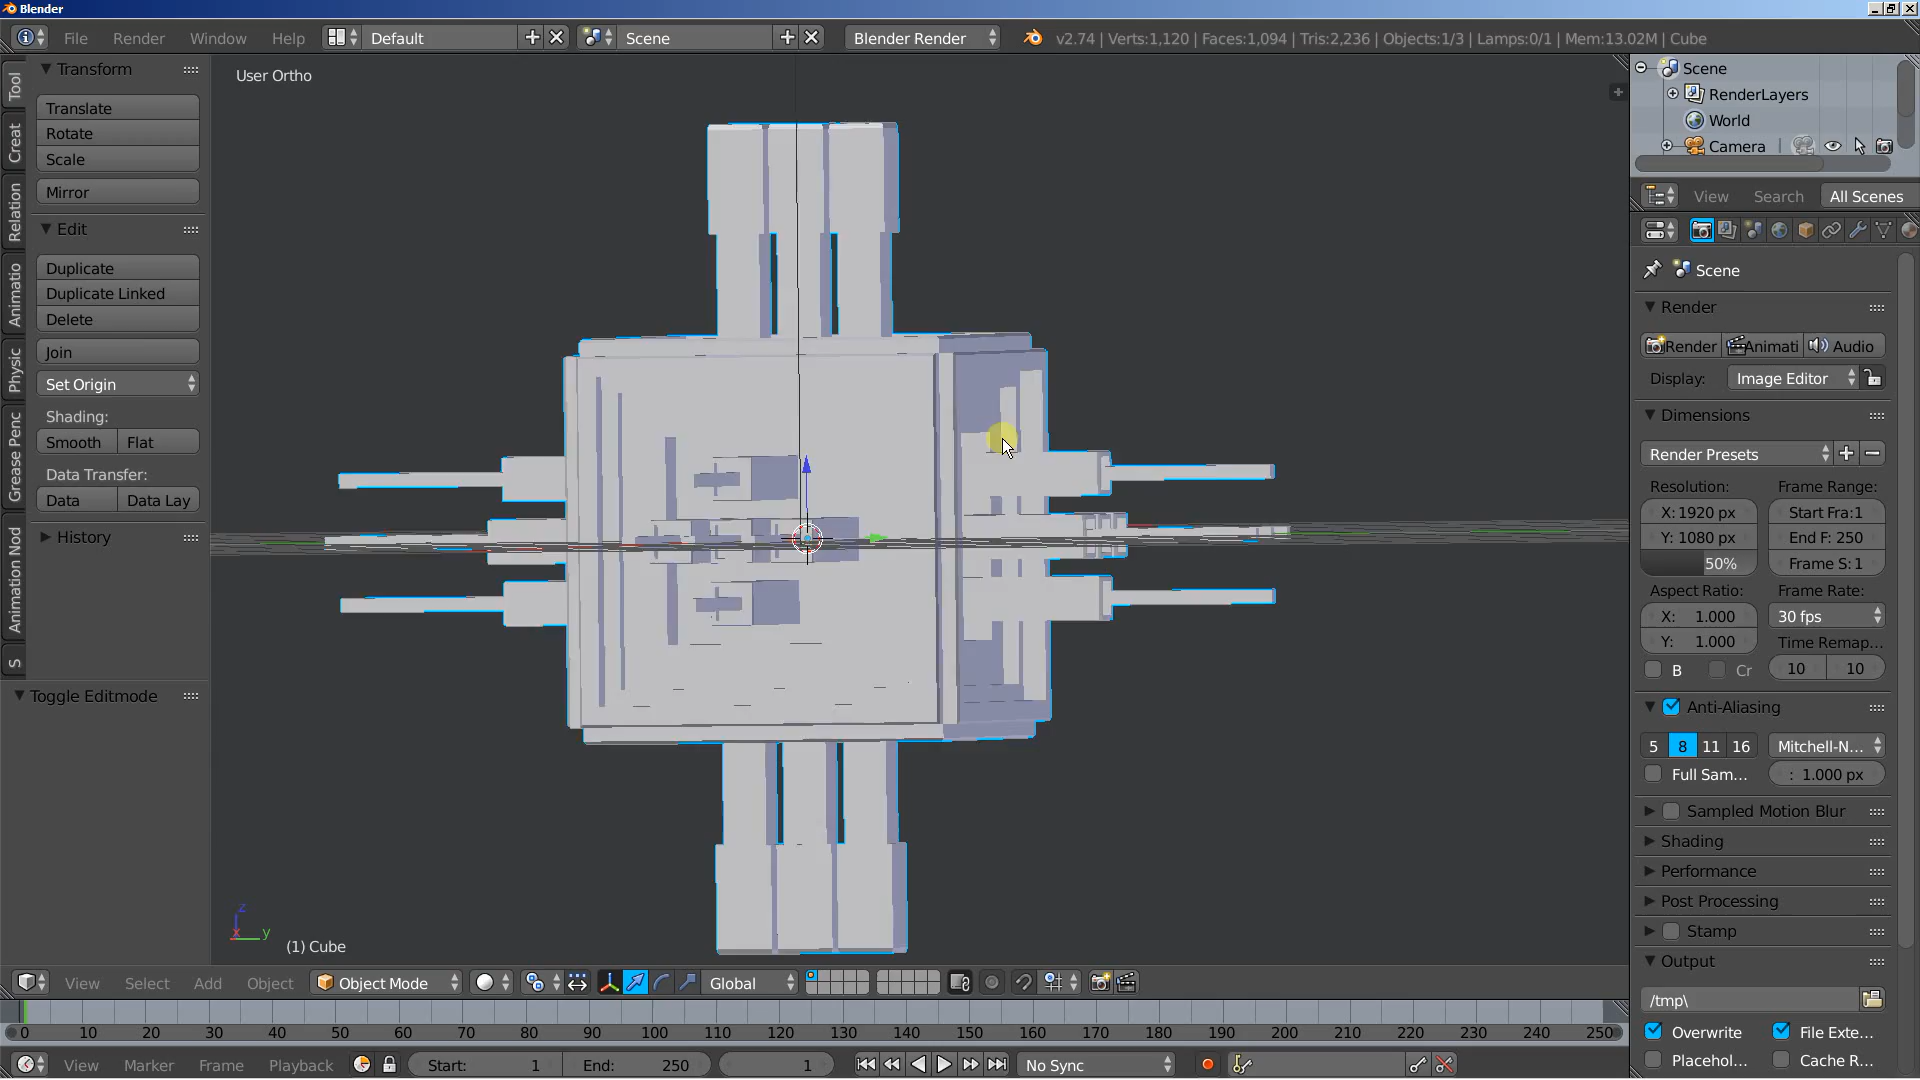 Blender
File Render Window Help Default Scene Blender Render v2.74 | Verts:1,120 | Faces:1,094 | Tris:2,236 | Objects:1/3 | Lamps:0/1 | Mem:13.02M | Cube
Tool
Creat
Relation
Animatio
Physic
Grease Penc
Animation Nod
S
Transform
Translate
Rotate
Scale
Mirror
Edit
Duplicate
Duplicate Linked
Delete
Join
Set Origin
Shading:
Smooth Flat
Data Transfer:
Data Data Lay
History
Toggle Editmode
User Ortho
z
x y
(1) Cube
View Select Add Object Object Mode Global
0 10 20 30 40 50 60 70 80 90 100 110 120 130 140 150 160 170 180 190 200 210 220 230 240 250
View Marker Frame Playback Start: 1 End: 250 1 No Sync
Scene
RenderLayers
World
Camera
View Search All Scenes
Scene
Render
Render Animati Audio
Display: Image Editor
Dimensions
Render Presets
Resolution: Frame Range:
X:1920 px Start Fra:1
Y: 1080 px End F: 250
50% Frame S:1
Aspect Ratio: Frame Rate:
X: 1.000 30 fps
Y: 1.000 Time Remap...
B Cr 10 10
Anti-Aliasing
5 8 11 16 Mitchell-N...
Full Sam... : 1.000 px
Sampled Motion Blur
Shading
Performance
Post Processing
Stamp
Output
/tmp\
Overwrite File Exte...
Placehol... Cache R...